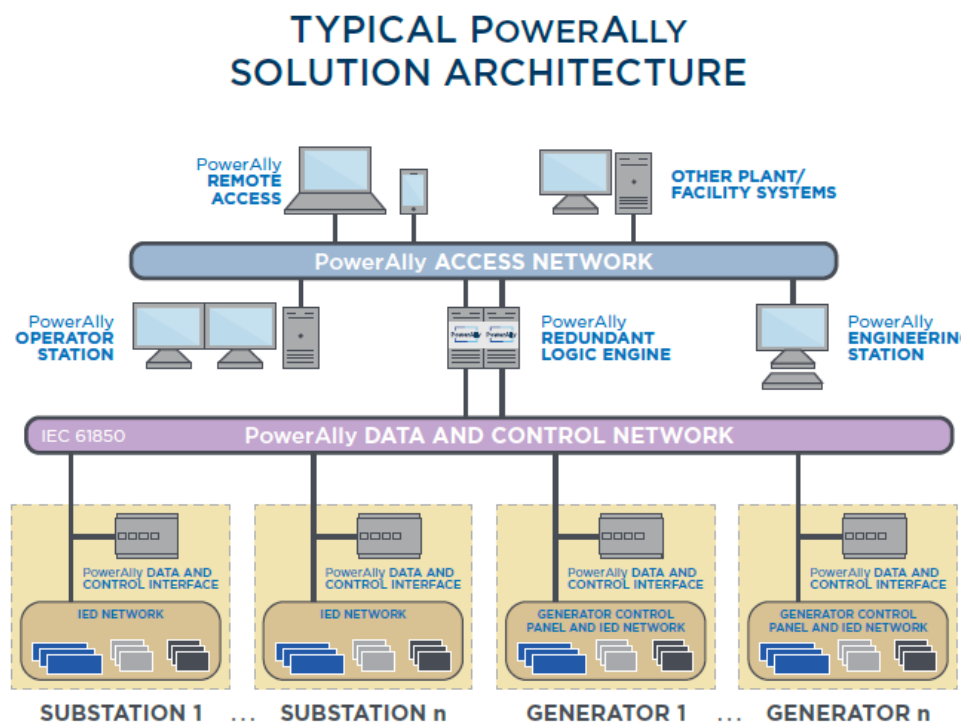 TYPICAL POWERALLY
SOLUTION ARCHITECTURE
PowerAlly
REMOTE
ACCESS
OTHER PLANT/
FACILITY SYSTEMS
PowerAlly ACCESS NETWORK
PowerAlly
OPERATOR
STATION
PowerAlly
PowerAlly
PowerAlly
REDUNDANT
LOGIC ENGINE
PowerAlly
ENGINEERING
STATION
IEC 61850
PowerAlly DATA AND CONTROL NETWORK
PowerAlly DATA AND
CONTROL INTERFACE
IED NETWORK
PowerAlly DATA AND
CONTROL INTERFACE
IED NETWORK
PowerAlly DATA AND
CONTROL INTERFACE
GENERATOR CONTROL
PANEL AND IED NETWORK
PowerAlly DATA AND
CONTROL INTERFACE
GENERATOR CONTROL
PANEL AND IED NETWORK
SUBSTATION 1 ... SUBSTATION n
GENERATOR 1 ... GENERATOR n